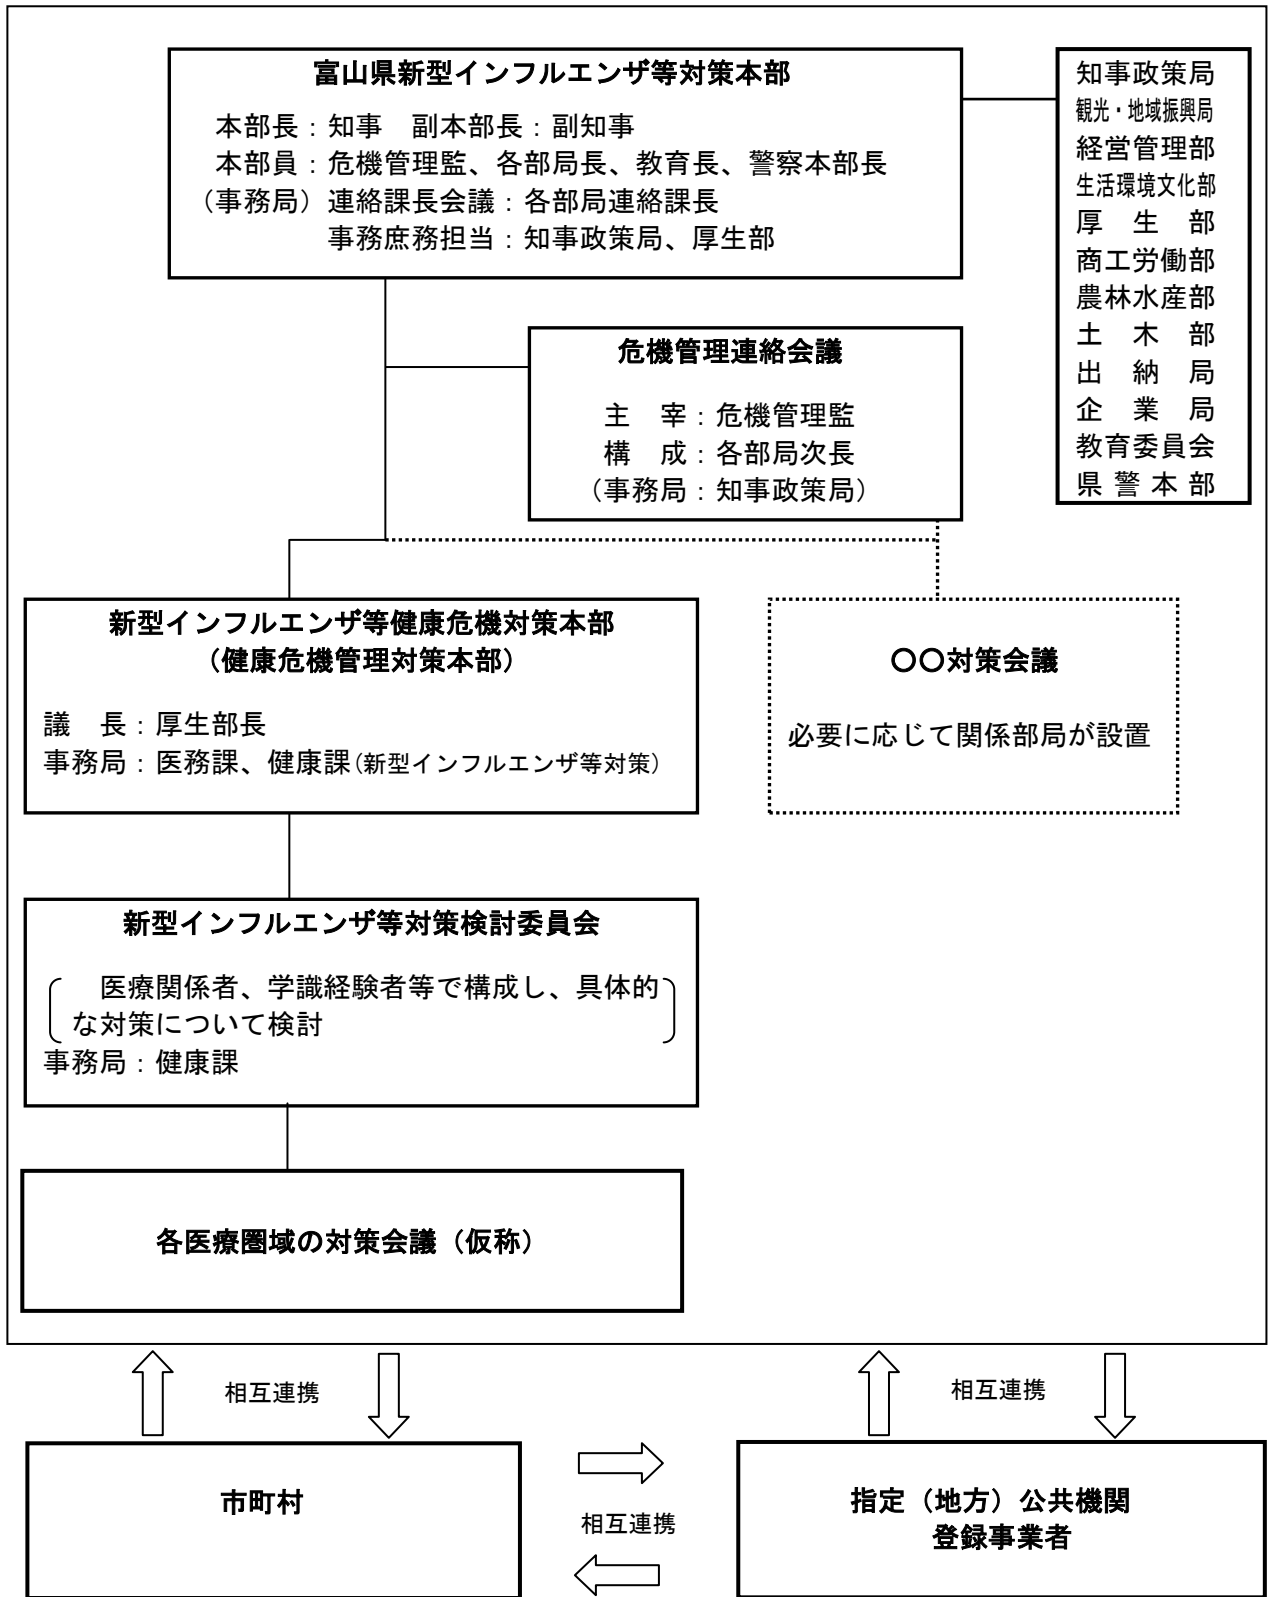 富山県新型インフルエンザ等対策本部
本部長：知事　副本部長：副知事
本部員：危機管理監、各部局長、教育長、警察本部長
（事務局）連絡課長会議：各部局連絡課長
事務庶務担当：知事政策局、厚生部
知事政策局
観光・地域振興局
経営管理部
生活環境文化部
厚　生　部
商工労働部
農林水産部
土　木　部
出　納　局
企　業　局
教育委員会
県警本部
危機管理連絡会議
主　宰：危機管理監
構　成：各部局次長
（事務局：知事政策局）
新型インフルエンザ等健康危機対策本部
（健康危機管理対策本部）
議　長：厚生部長
事務局：医務課、健康課（新型インフルエンザ等対策）
〇〇対策会議
必要に応じて関係部局が設置
新型インフルエンザ等対策検討委員会
医療関係者、学識経験者等で構成し、具体的
な対策について検討
事務局：健康課
各医療圏域の対策会議（仮称）
相互連携
相互連携
市町村
相互連携
指定（地方）公共機関
登録事業者